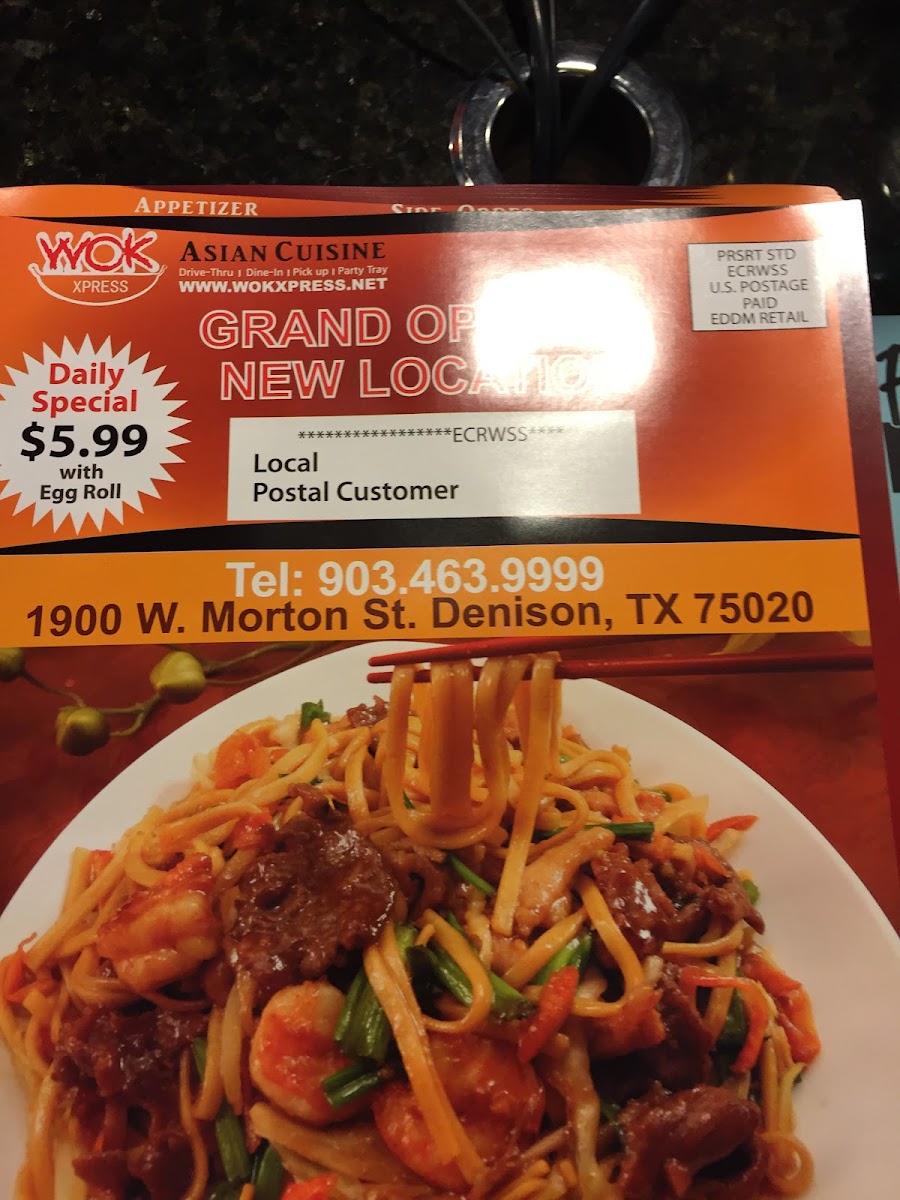 APPETIZER
WOK
XPRESS
ASIAN CUISINE
Drive-Thru | Dine-In | Pick up | Party Tray
WWW.WOKXPRESS.NET
PRSRT STD
ECRWSS
U.S. POSTAGE
PAID
EDDM RETAIL
GRAND
NEW LOCATION
Daily
Special
$5.99
with
Egg Roll
*****************ECRWSS****
Local
Postal Customer
Tel: 903.463.9999
1900 W. Morton St. Denison, TX 75020